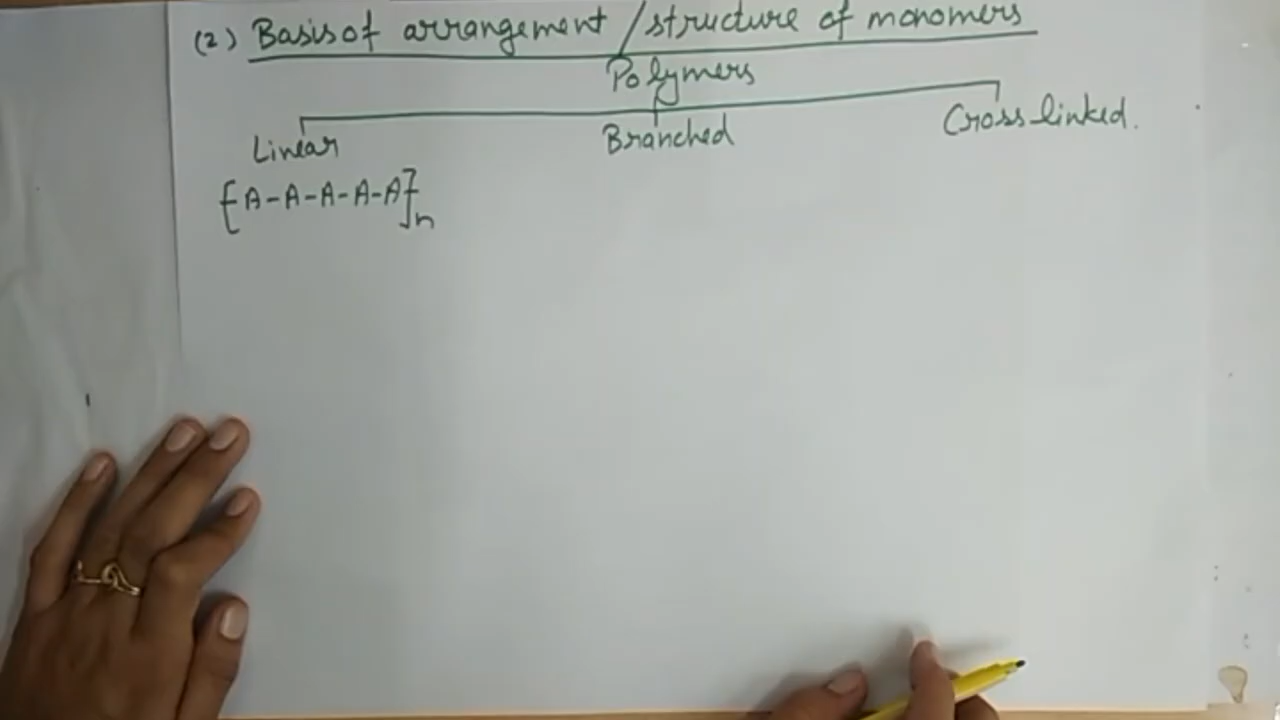 (2) Basis of arrangement / structure of monomers
Polymers
Linear Branched Cross linked.
[A-A-A-A-A]n